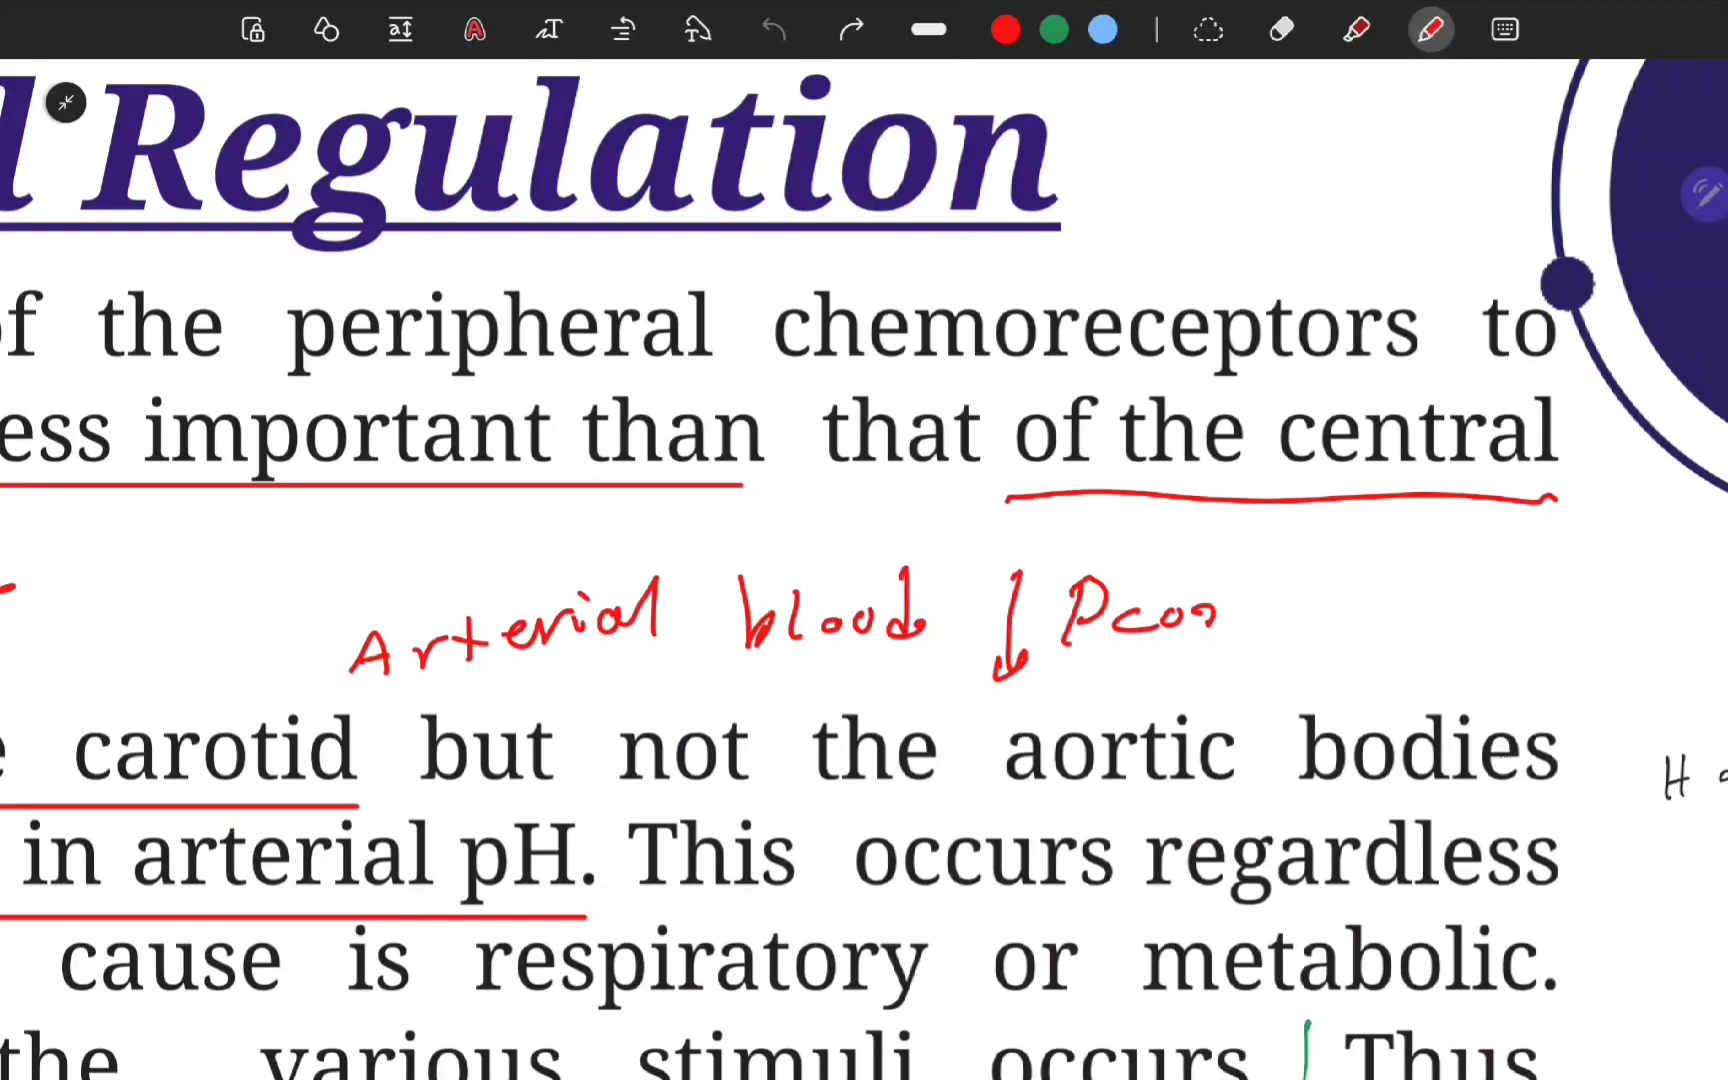 Regulation
of the peripheral chemoreceptors to
ess important than that of the central
Arterial blood ↓ Pco₂
carotid but not the aortic bodies
H
in arterial pH. This occurs regardless
cause is respiratory or metabolic.
the various stimuli occurs Thus